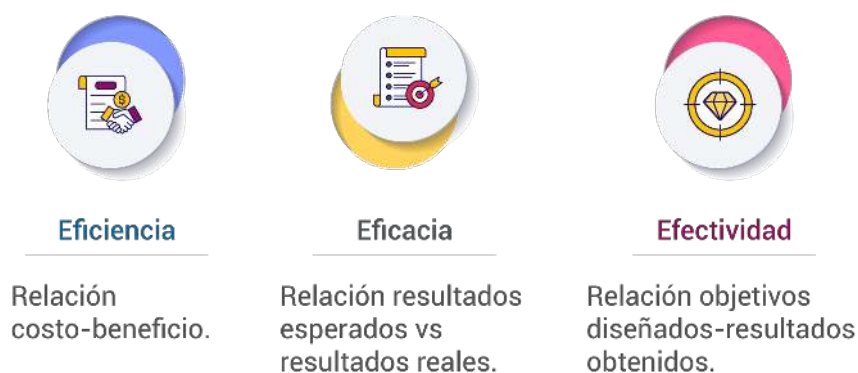 Eficiencia
Relación
costo-beneficio.
Eficacia
Relación resultados
esperados vs
resultados reales.
Efectividad
Relación objetivos
diseñados-resultados
obtenidos.